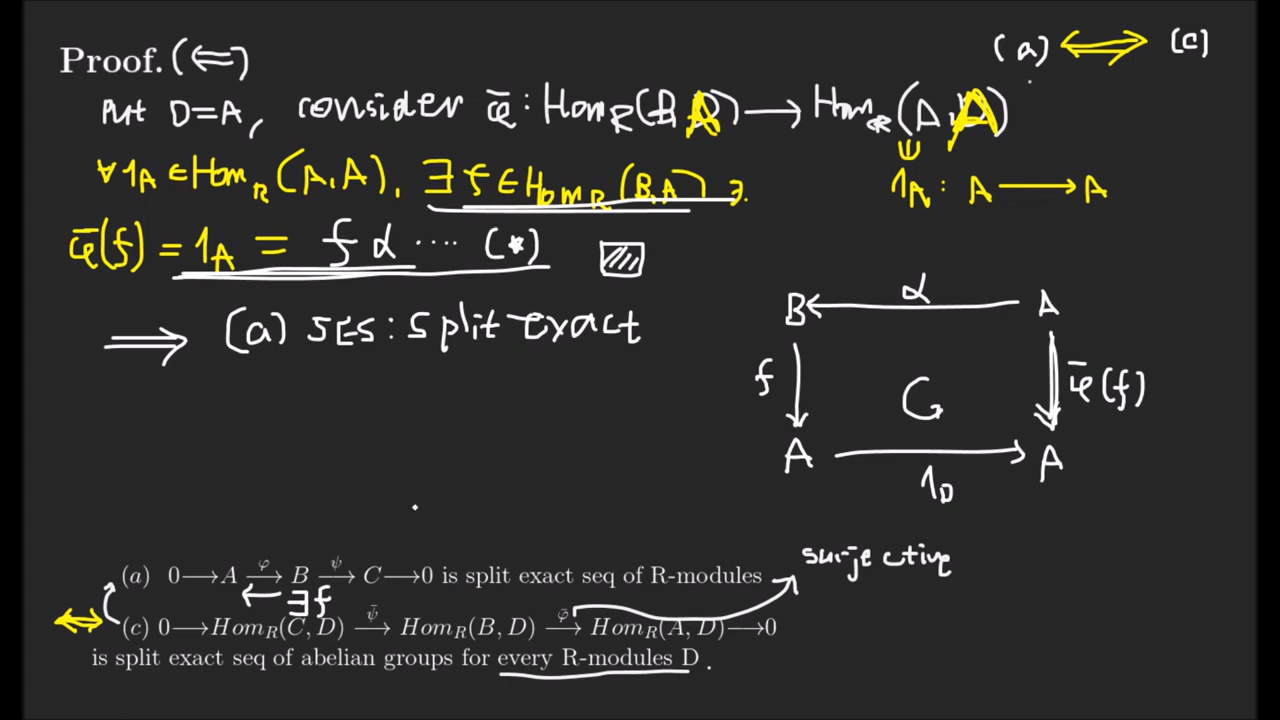 Proof. (⇐)
(a) ⟺ (c)
Put D=A, consider φ̄ : Hom_R(B, A) ⟶ Hom_R(A, A)
∀ 1_A ∈ Hom_R(A, A), ∃ f ∈ Hom_R(B, A) ∋.
1_A : A ⟶ A
φ̄(f) = 1_A = f α ···· (*)
⟹ (a) SES : split exact
B ⟵ A
α
f
G
φ̄(f)
A ⟶ A
1_D
surjective
(a) 0⟶A ⟶^φ B ⟶^ψ C⟶0 is split exact seq of R-modules
⟵ ∃f
⟺ (c) 0⟶Hom_R(C, D) ⟶^ψ̄ Hom_R(B, D) ⟶^φ̄ Hom_R(A, D)⟶0
is split exact seq of abelian groups for every R-modules D .